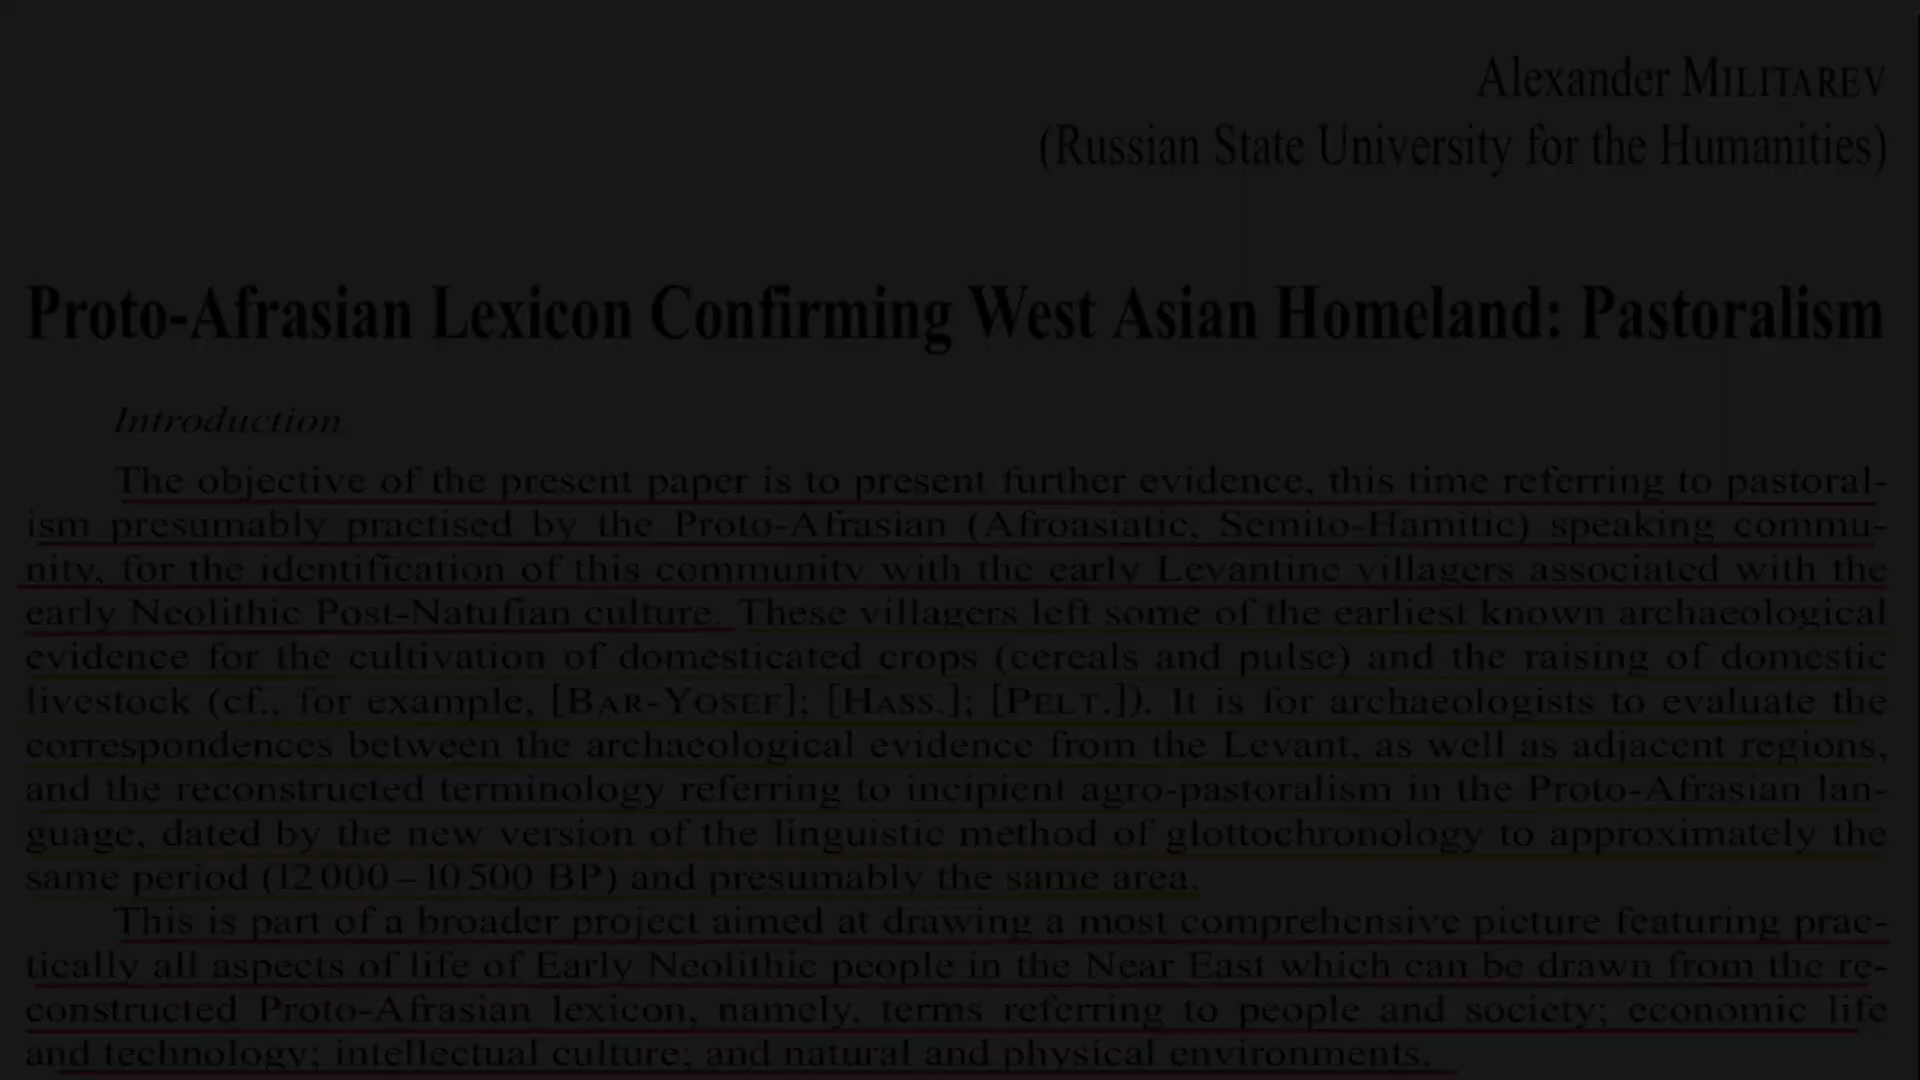 Alexander MILITAREV
(Russian State University for the Humanities)
Proto-Afrasian Lexicon Confirming West Asian Homeland: Pastoralism
Introduction
The objective of the present paper is to present further evidence, this time referring to pastoral-
ism presumably practised by the Proto-Afrasian (Afroasiatic, Semito-Hamitic) speaking commu-
nity, for the identification of this community with the early Levantine villagers associated with the
early Neolithic Post-Natufian culture. These villagers left some of the earliest known archaeological
evidence for the cultivation of domesticated crops (cereals and pulse) and the raising of domestic
livestock (cf., for example, [BAR-YOSEF]; [HASS.]; [PELT.]). It is for archaeologists to evaluate the
correspondences between the archaeological evidence from the Levant, as well as adjacent regions,
and the reconstructed terminology referring to incipient agro-pastoralism in the Proto-Afrasian lan-
guage, dated by the new version of the linguistic method of glottochronology to approximately the
same period (12 000 – 10 500 BP) and presumably the same area.
This is part of a broader project aimed at drawing a most comprehensive picture featuring prac-
tically all aspects of life of Early Neolithic people in the Near East which can be drawn from the re-
constructed Proto-Afrasian lexicon, namely, terms referring to people and society; economic life
and technology; intellectual culture; and natural and physical environments.